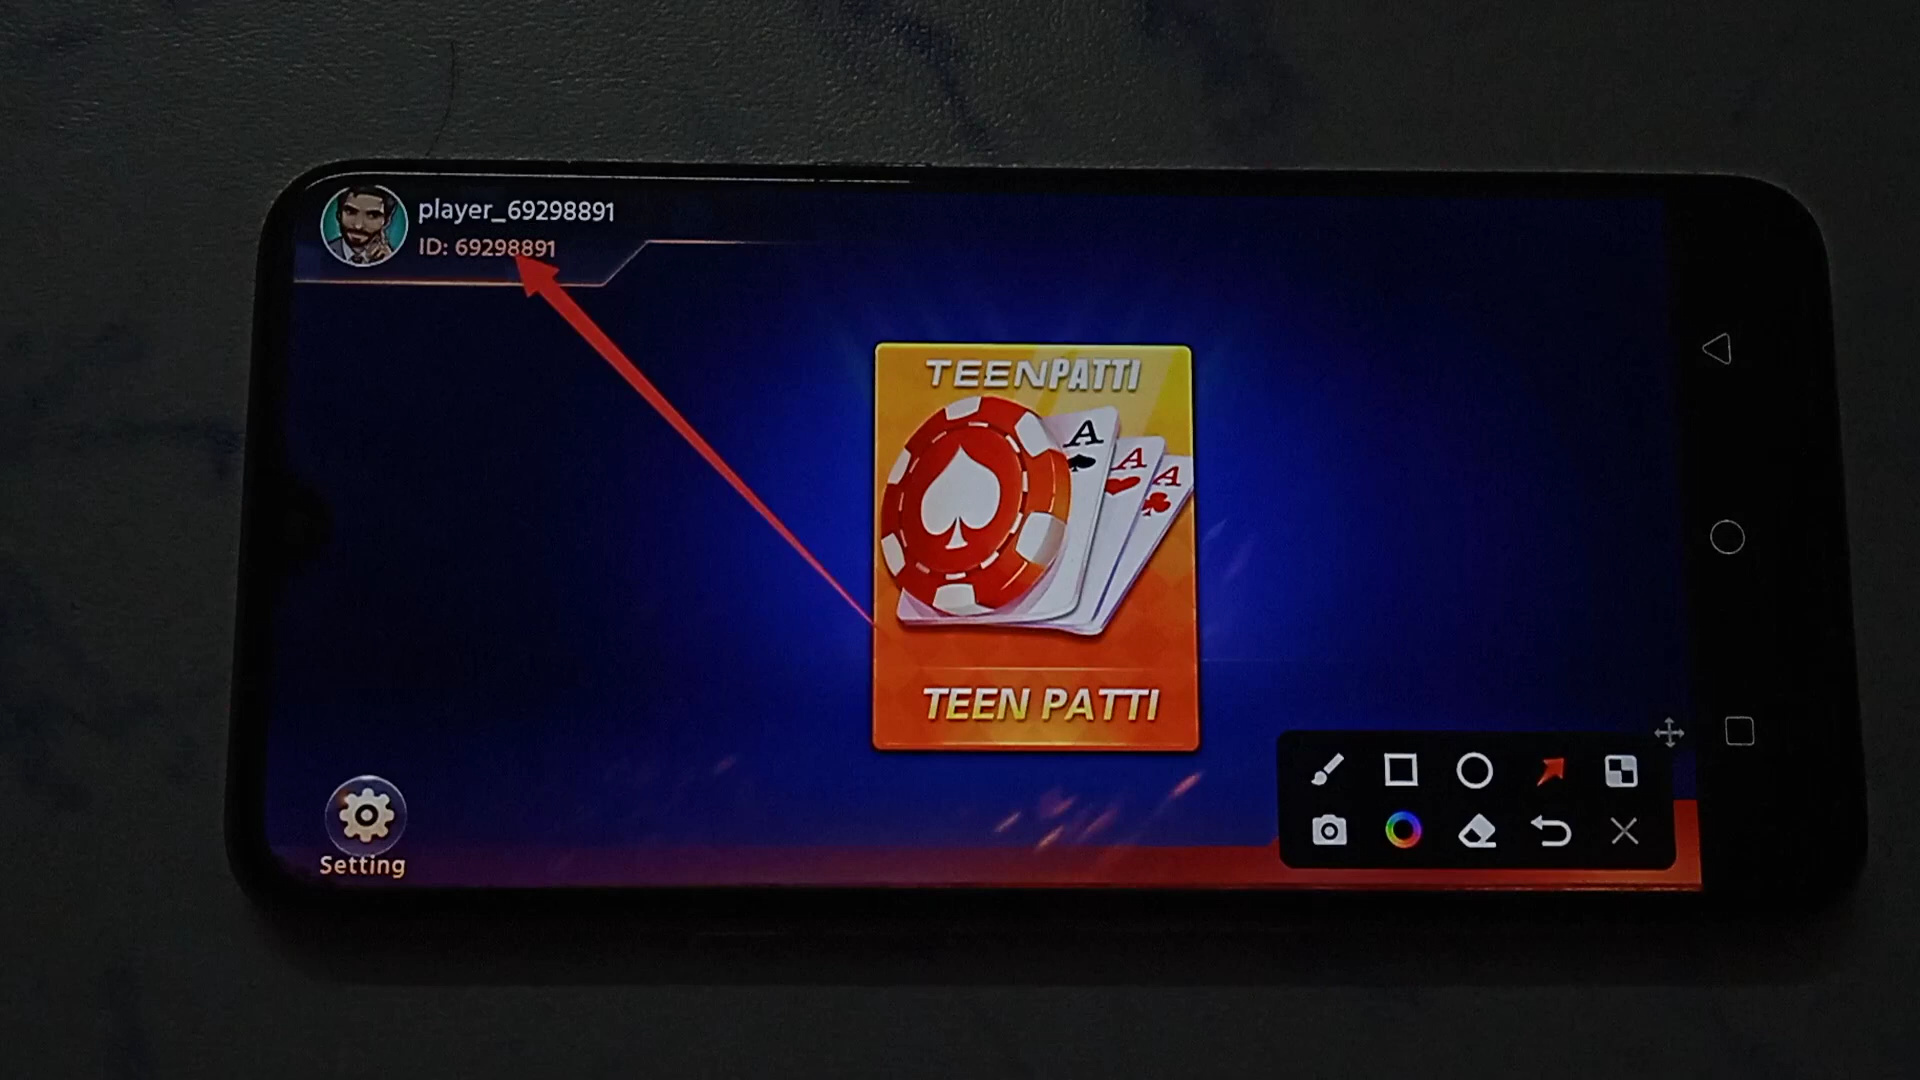 player_69298891
ID: 69298891
TEENPATTI
A
A
A
TEEN PATTI
Setting